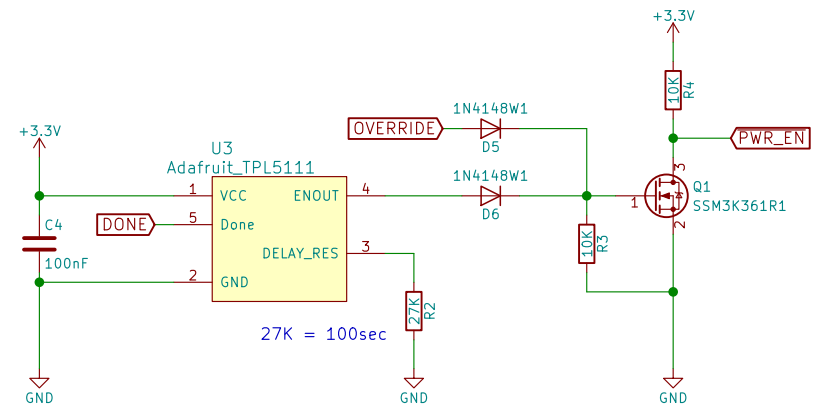 +3.3V
OVERRIDE
1N4148W1
D5
10K
R4
PWR_EN
+3.3V
U3
Adafruit_TPL5111
1N4148W1
D6
1
VCC
ENOUT
4
C4
100nF
DONE
5
Done
DELAY_RES
3
2
GND
10K
R3
3
1
2
Q1
SSM3K361R1
27K
R2
27K = 100sec
GND
GND
GND